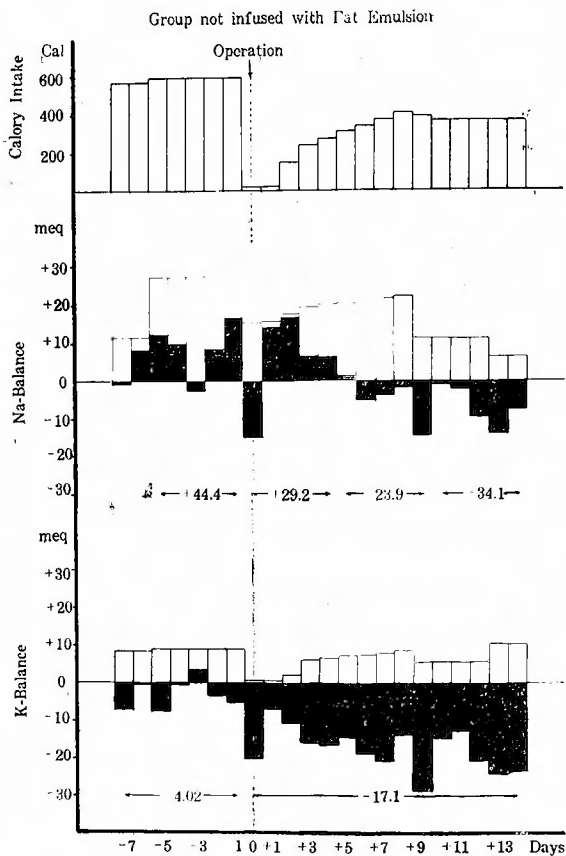 Group not infused with Fat Emulsion
Operation
Cal
600
400
200
Calory Intake
meq
+30
+20
+10
0
-10
-20
-30
Na-Balance
+44.4
+29.2
23.9
-34.1
meq
+30
+20
+10
0
-10
-20
-30
K-Balance
4.02
-17.1
-7 -5 -3 1 0 +1 +3 +5 +7 +9 +11 +13 Days